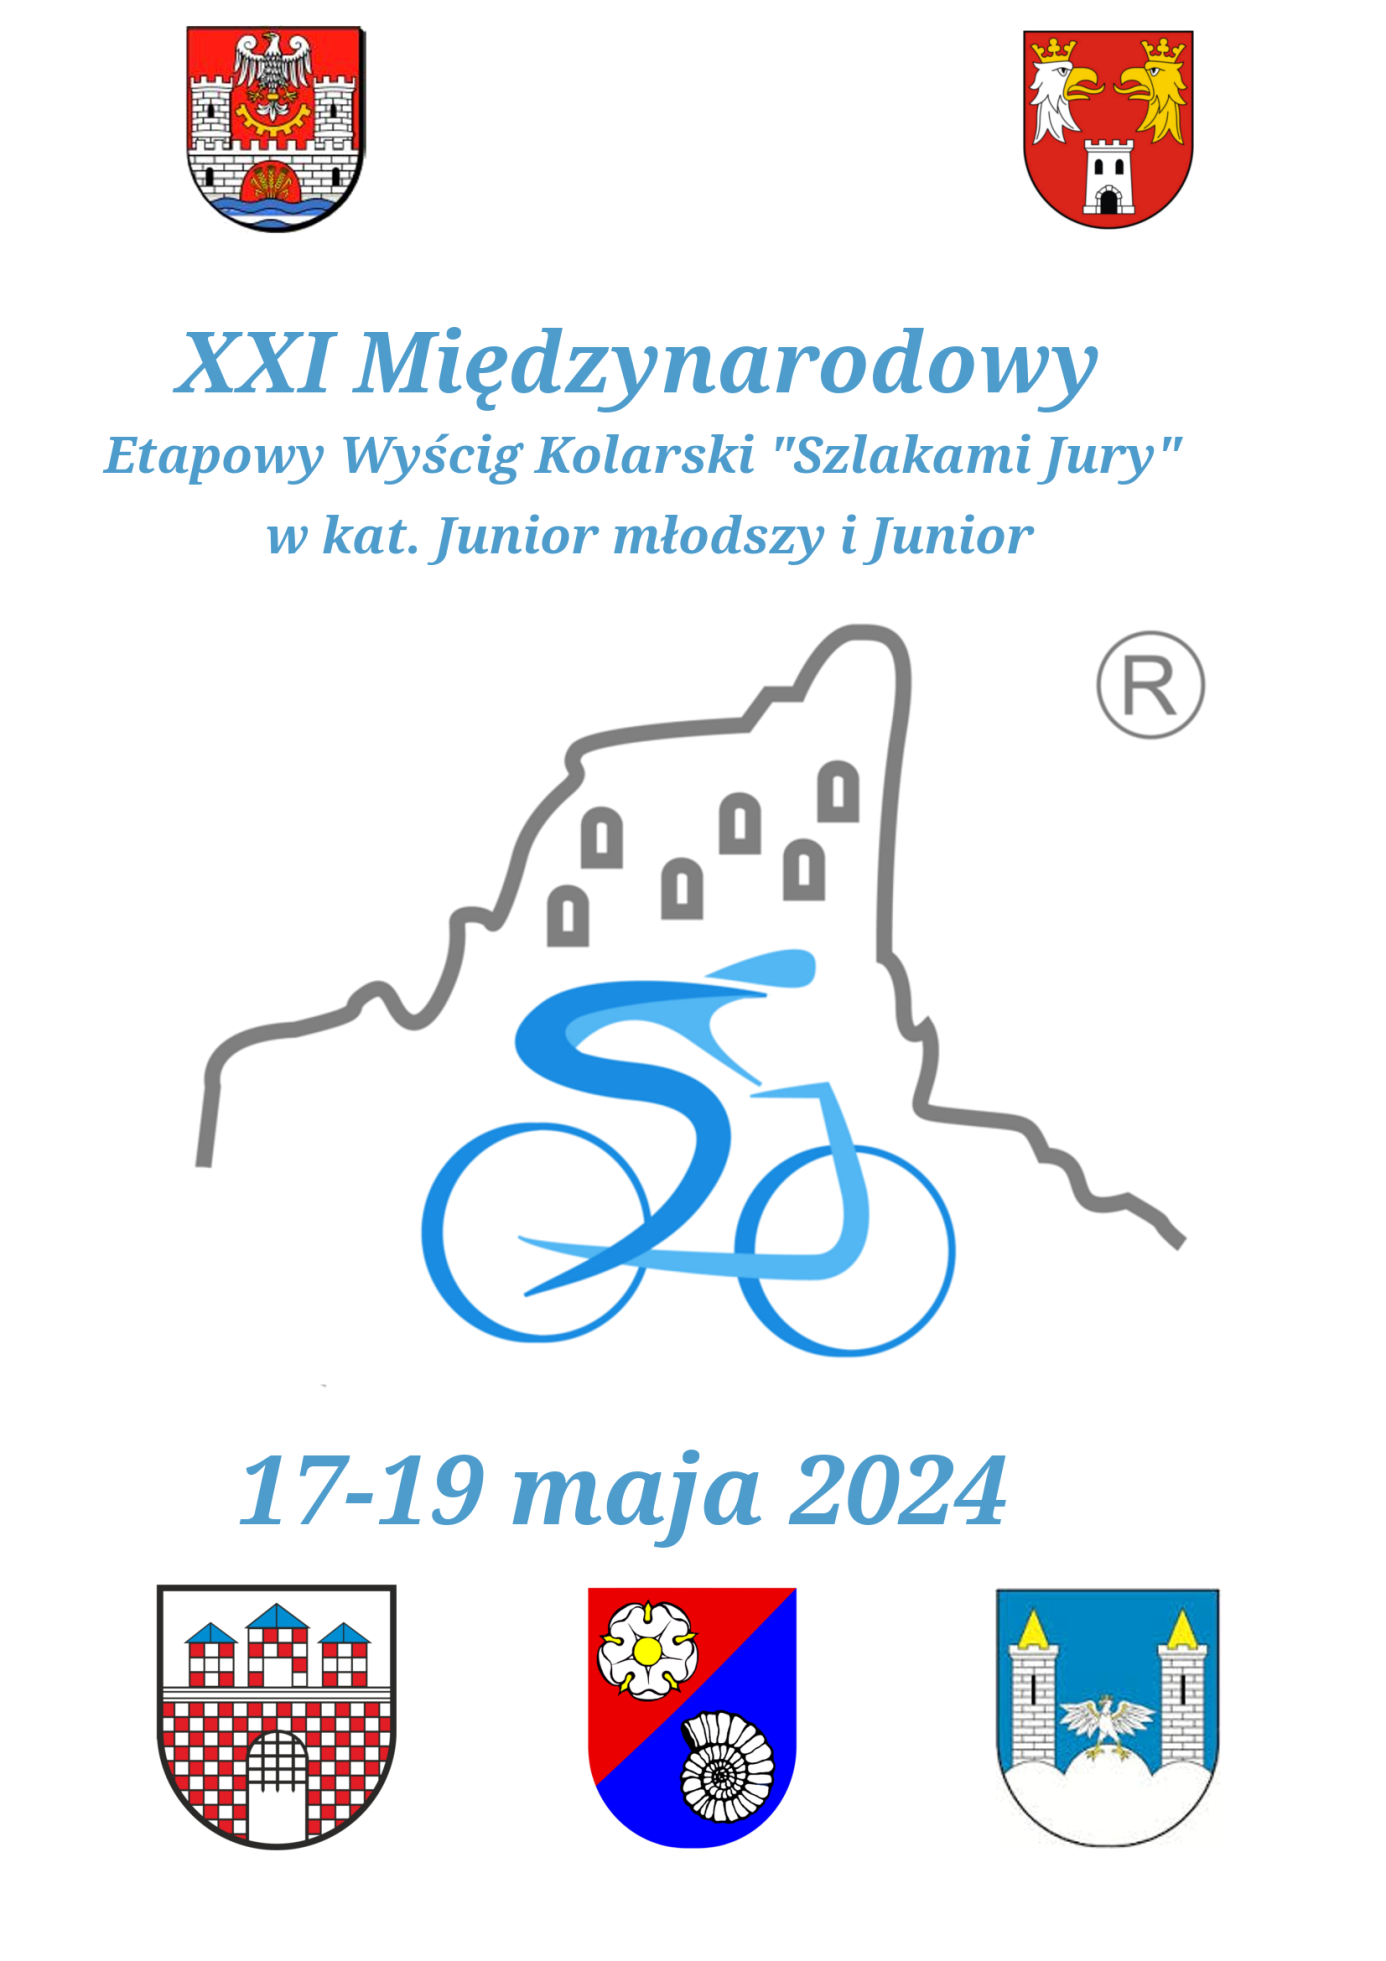 XXI Międzynarodowy
Etapowy Wyścig Kolarski "Szlakami Jury"
w kat. Junior młodszy i Junior
R
17-19 maja 2024